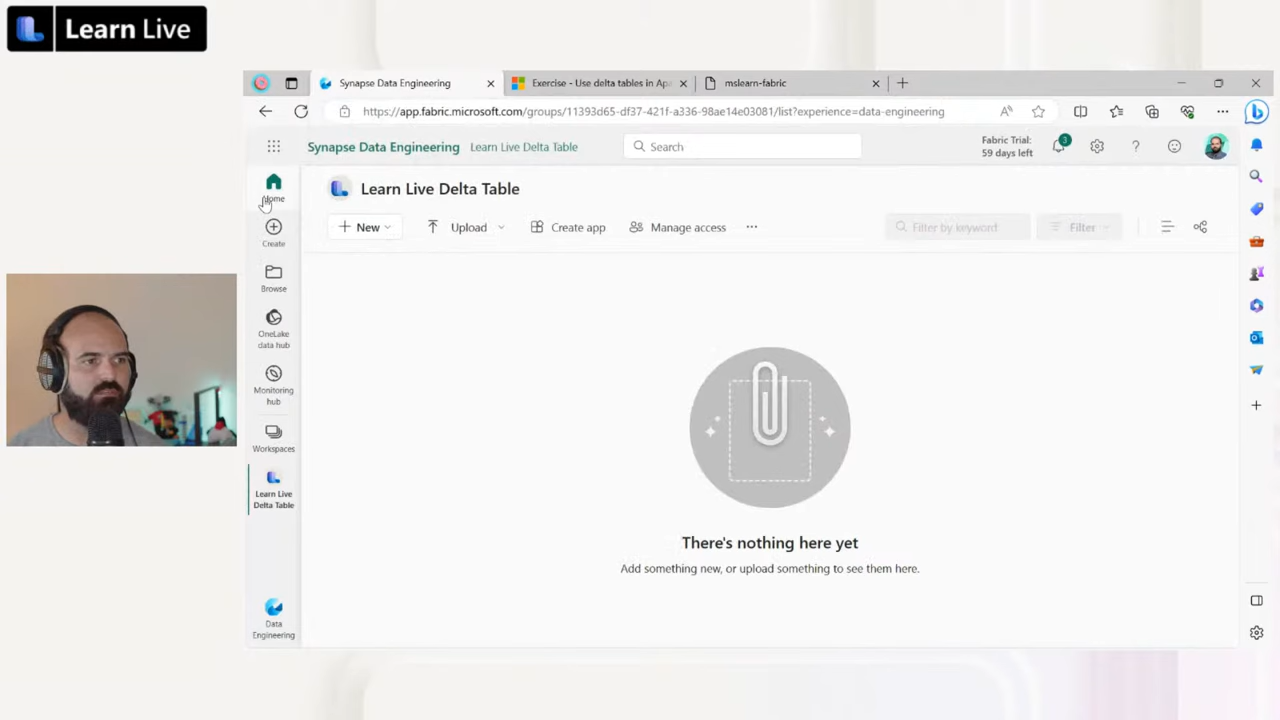 Learn Live
Synapse Data Engineering
Exercise - Use delta tables in Ap
mslearn-fabric
https://app.fabric.microsoft.com/groups/11393d65-df37-421f-a336-98ae14e03081/list?experience=data-engineering
Synapse Data Engineering
Learn Live Delta Table
Search
Fabric Trial:
59 days left
3
Home
Create
Browse
OneLake
data hub
Monitoring
hub
Workspaces
Learn Live
Delta Table
Data
Engineering
Learn Live Delta Table
New
Upload
Create app
Manage access
Filter by keyword
Filter
There's nothing here yet
Add something new, or upload something to see them here.